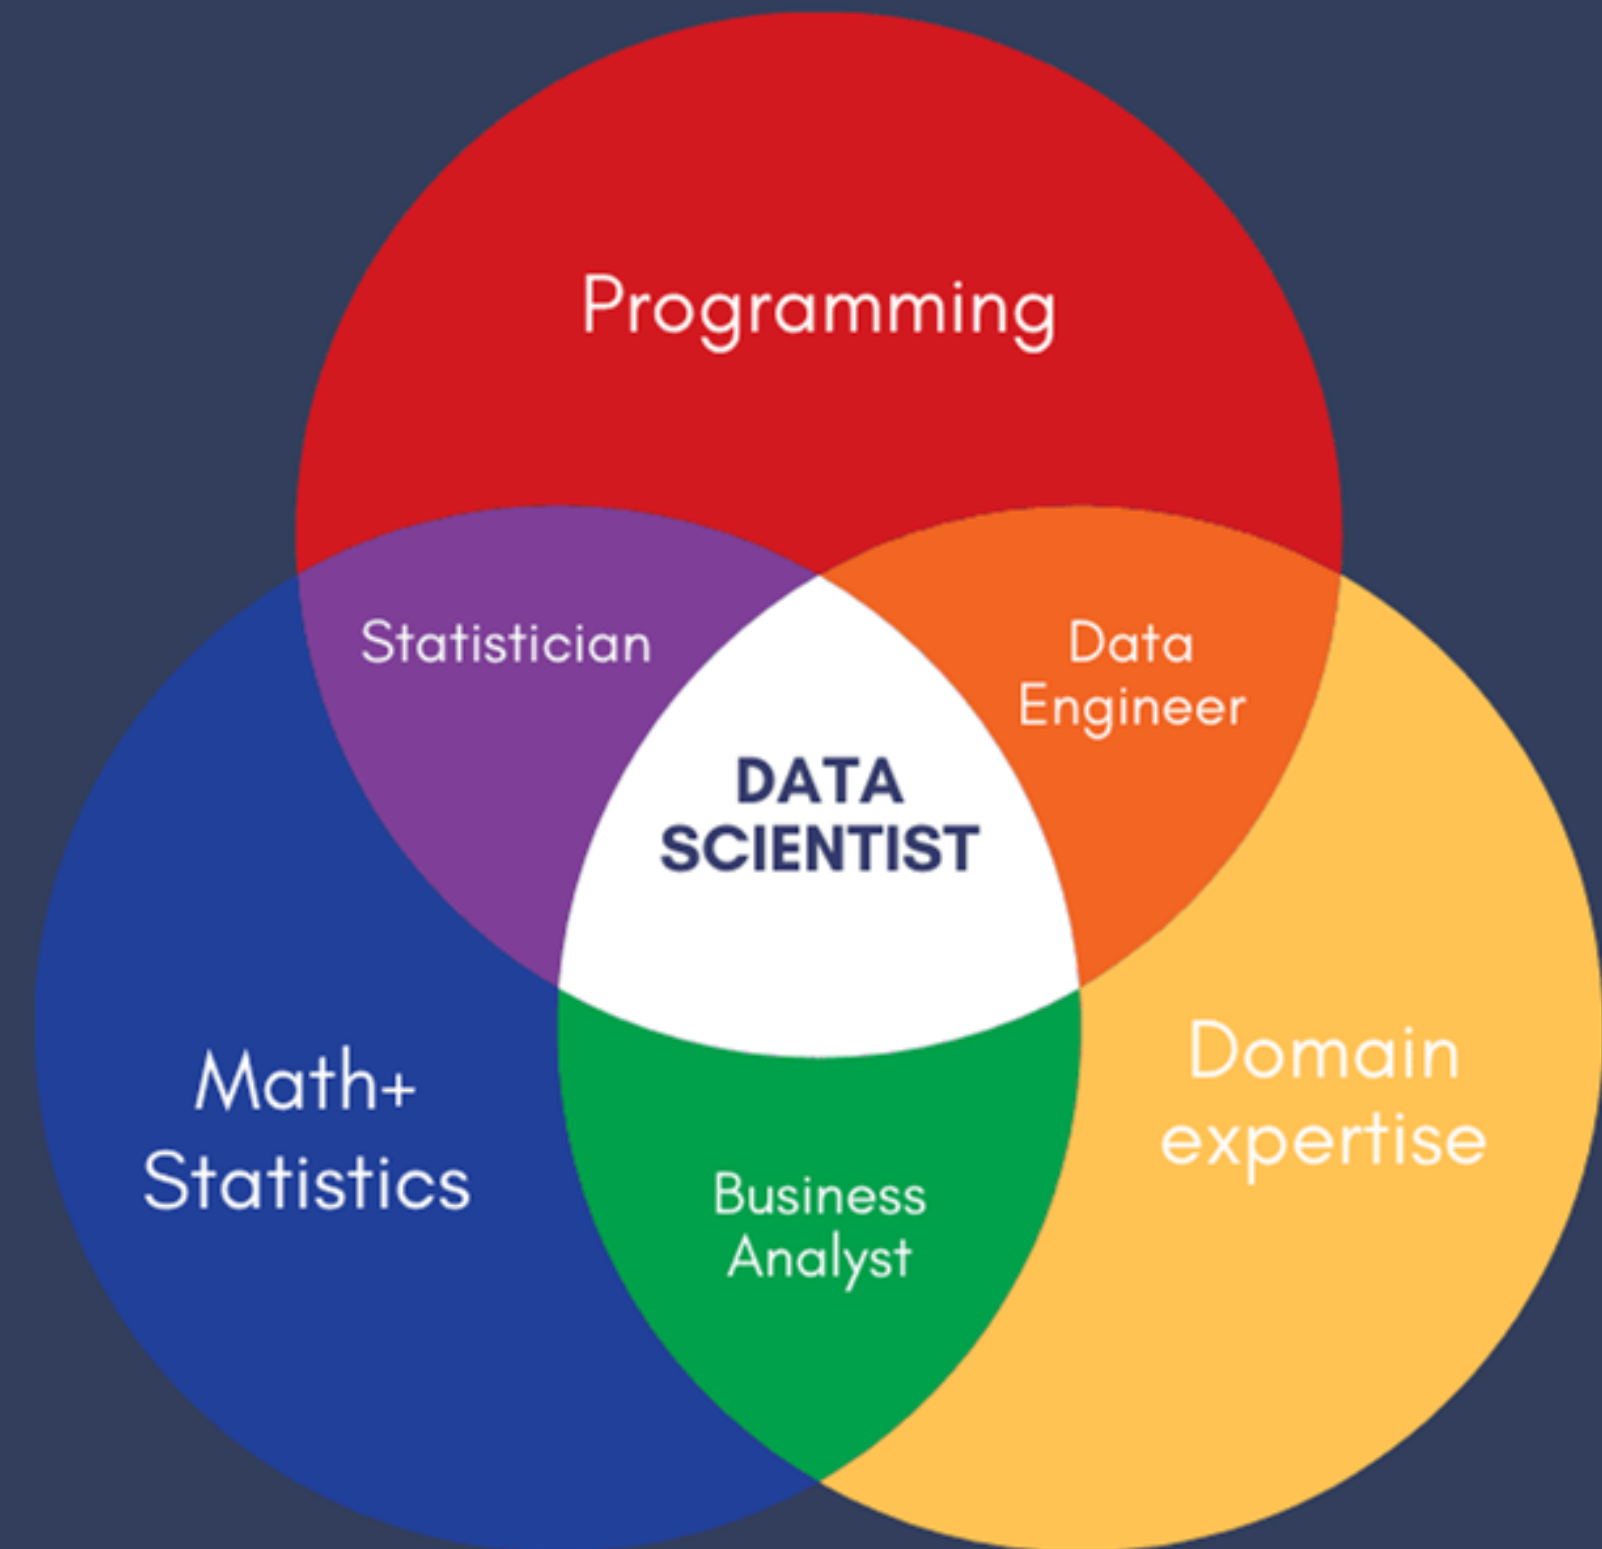 Programming
Statistician
Data
Engineer
DATA
SCIENTIST
Math+
Statistics
Domain
expertise
Business
Analyst